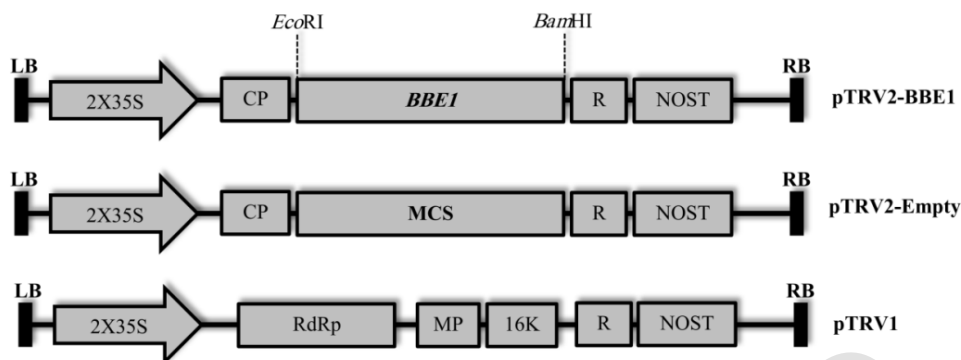 EcoRI BamHI
LB RB
2X35S CP BBE1 R NOST pTRV2-BBE1
LB RB
2X35S CP MCS R NOST pTRV2-Empty
LB RB
2X35S RdRp MP 16K R NOST pTRV1